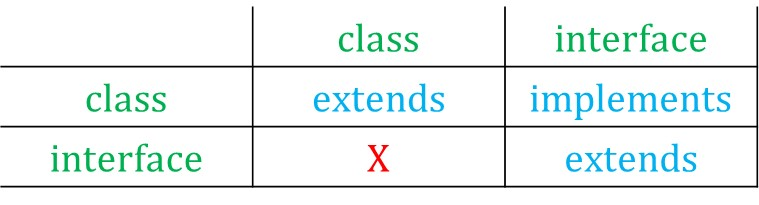 class interface
class extends implements
interface X extends